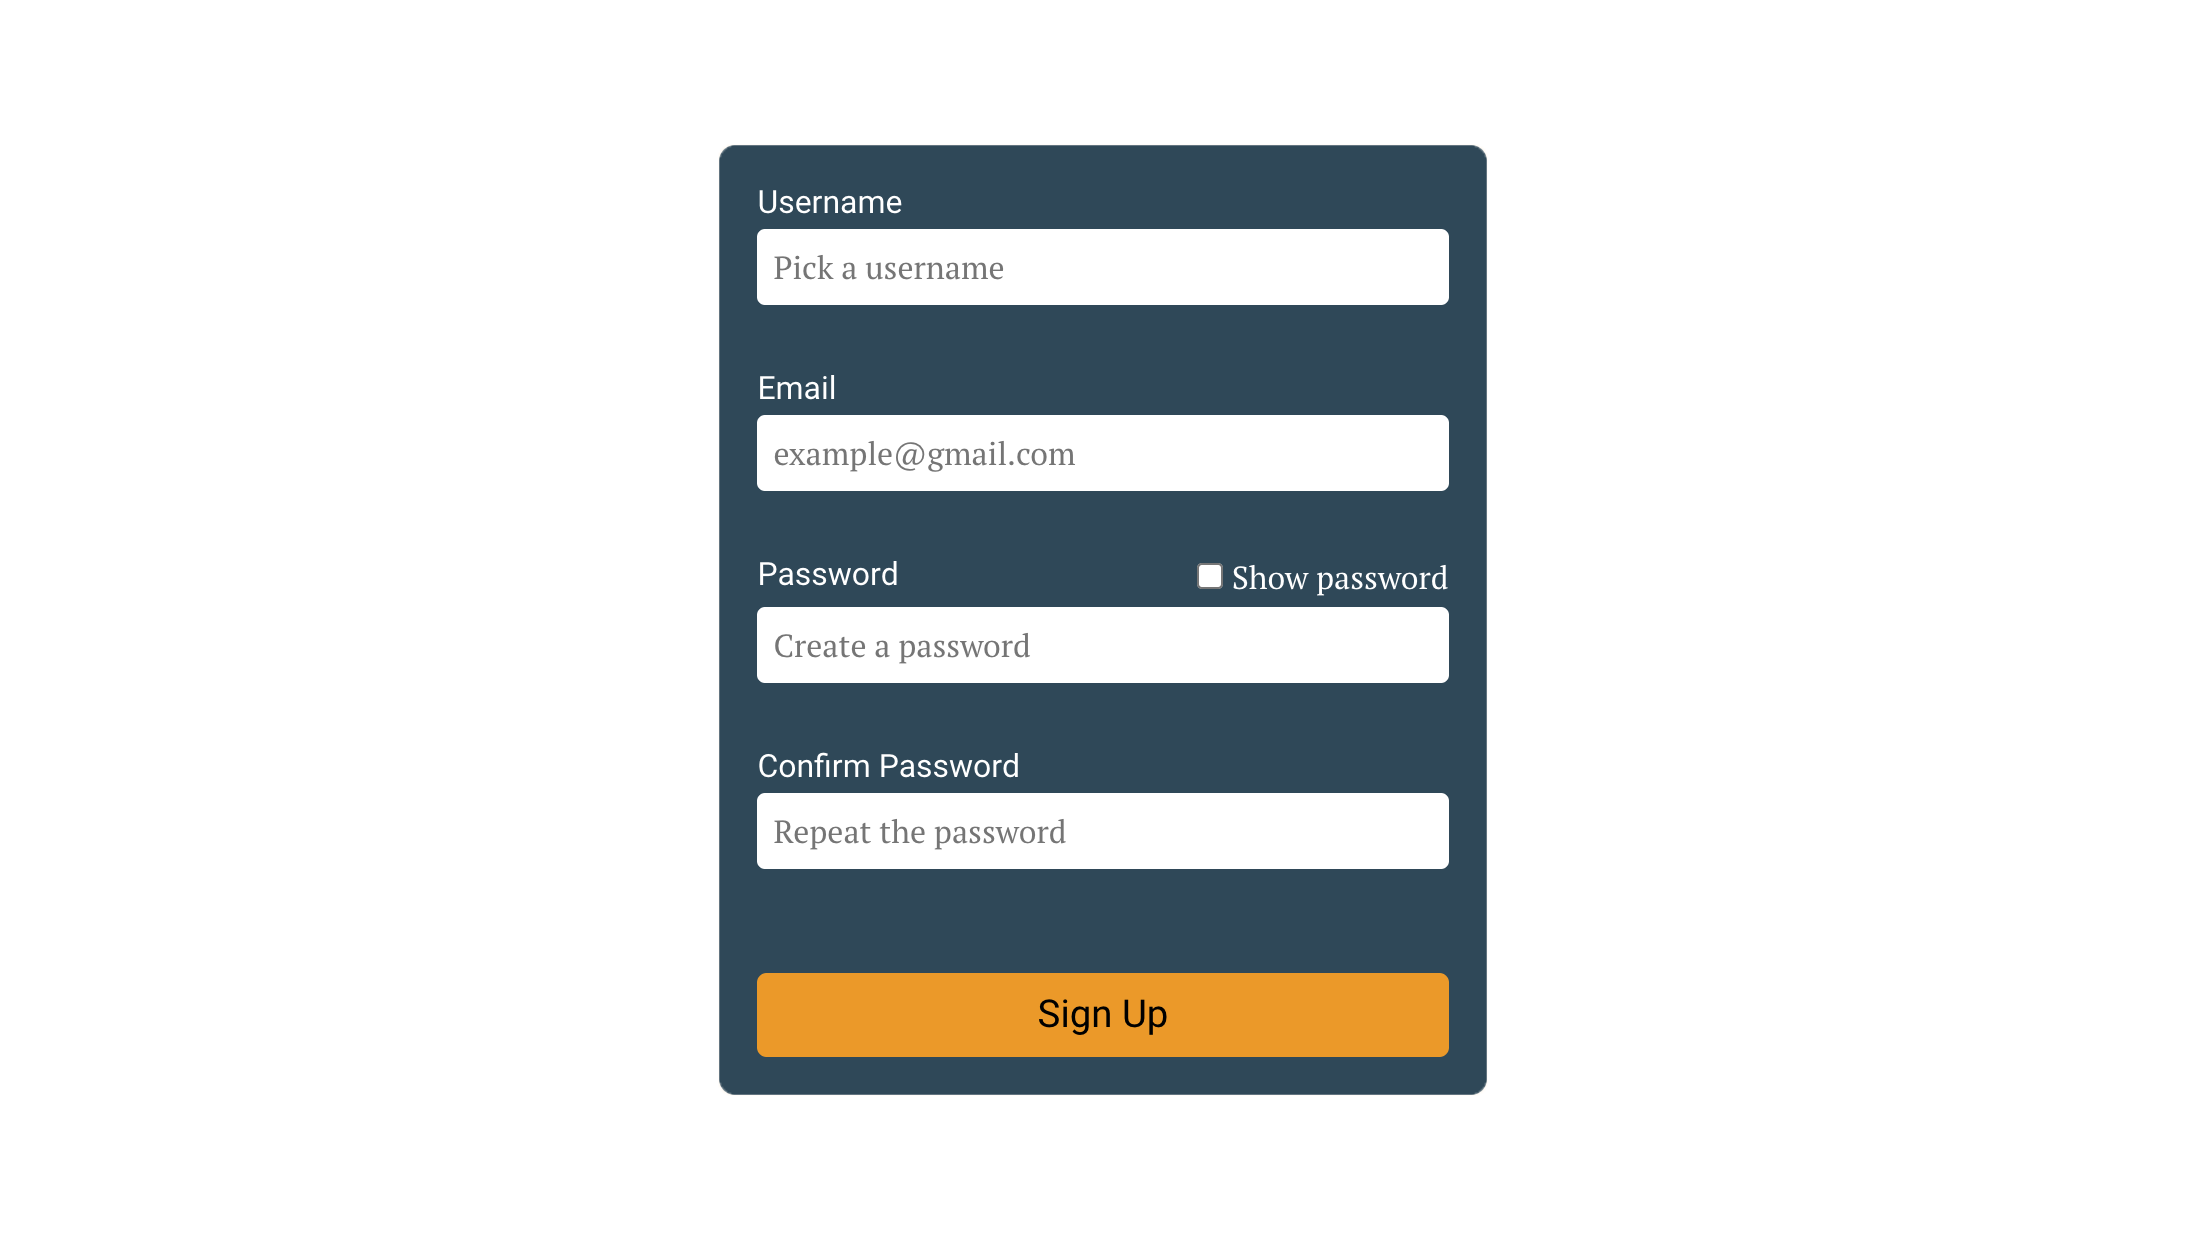 Username
Pick a username
Email
example@gmail.com
Password
Show password
Create a password
Confirm Password
Repeat the password
Sign Up